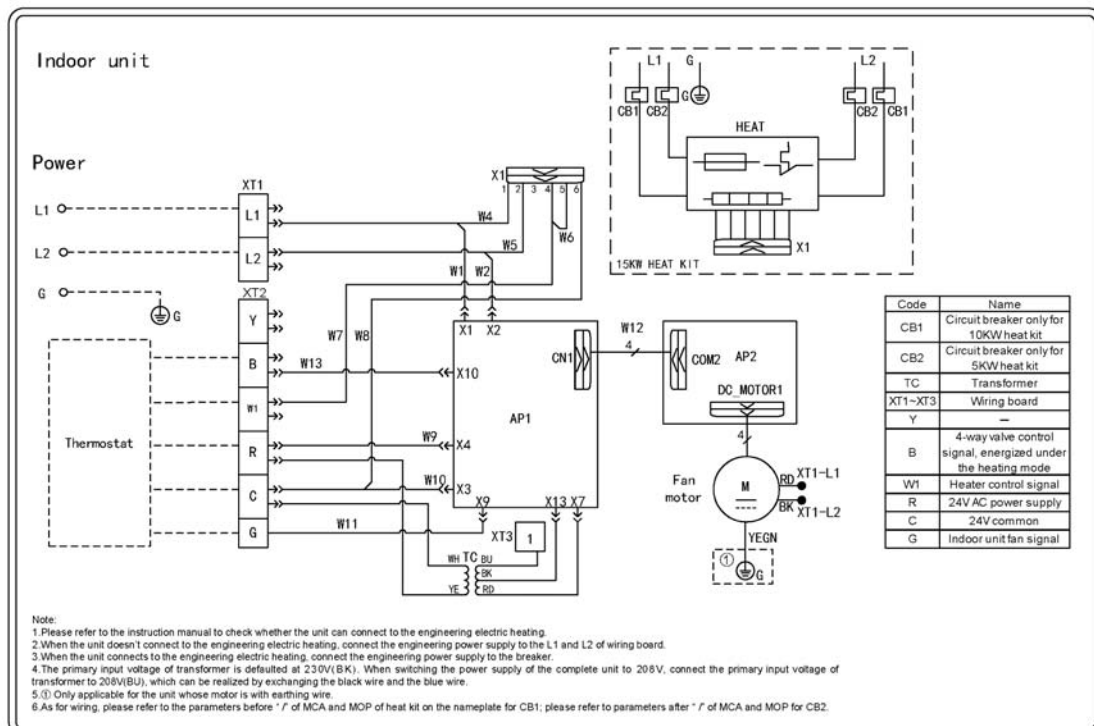 Indoor unit
L1
G
L2
G
CB1
CB2
CB2
CB1
HEAT
X1
15KW HEAT KIT
Power
XT1
X1
1 2 3 4 5 6
L1
L1
W4
L2
L2
W5
W6
G
G
XT2
W1
W2
W7
W8
Y
X1
X2
B
W13
X10
W1
Thermostat
R
W9
X4
AP1
C
W10
X3
X9
X13
X7
G
W11
XT3
1
WH
TC
BU
BK
YE
RD
CN1
W12
4
COM2
AP2
DC_MOTOR1
4
Fan
motor
M
RD
XT1-L1
BK
XT1-L2
YEGN
①
G
Code Name
CB1 Circuit breaker only for
10KW heat kit
CB2 Circuit breaker only for
5KW heat kit
TC Transformer
XT1~XT3 Wiring board
Y —
B 4-way valve control
signal, energized under
the heating mode
W1 Heater control signal
R 24V AC power supply
C 24V common
G Indoor unit fan signal
Note:
1.Please refer to the instruction manual to check whether the unit can connect to the engineering electric heating.
2.When the unit doesn't connect to the engineering electric heating, connect the engineering power supply to the L1 and L2 of wiring board.
3.When the unit connects to the engineering electric heating, connect the engineering power supply to the breaker.
4.The primary input voltage of transformer is defaulted at 230V(BK). When switching the power supply of the complete unit to 208V, connect the primary input voltage of
transformer to 208V(BU), which can be realized by exchanging the black wire and the blue wire.
5.① Only applicable for the unit whose motor is with earthing wire.
6.As for wiring, please refer to the parameters before " /" of MCA and MOP of heat kit on the nameplate for CB1; please refer to parameters after " /" of MCA and MOP for CB2.